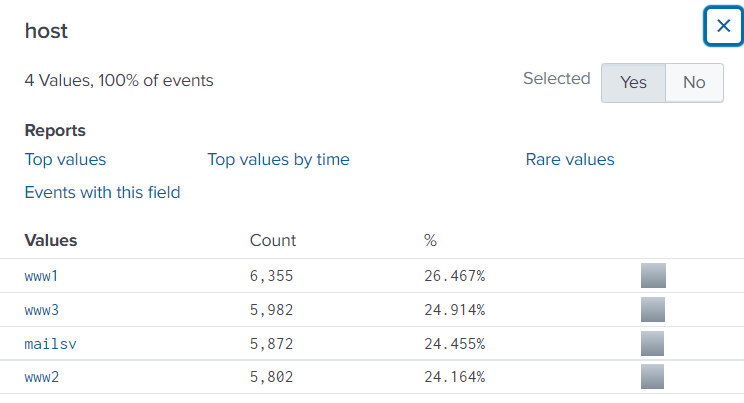 host
4 Values, 100% of events
Selected Yes No
Reports
Top values Top values by time Rare values
Events with this field
Values Count %
www1 6,355 26.467%
www3 5,982 24.914%
mailsv 5,872 24.455%
www2 5,802 24.164%